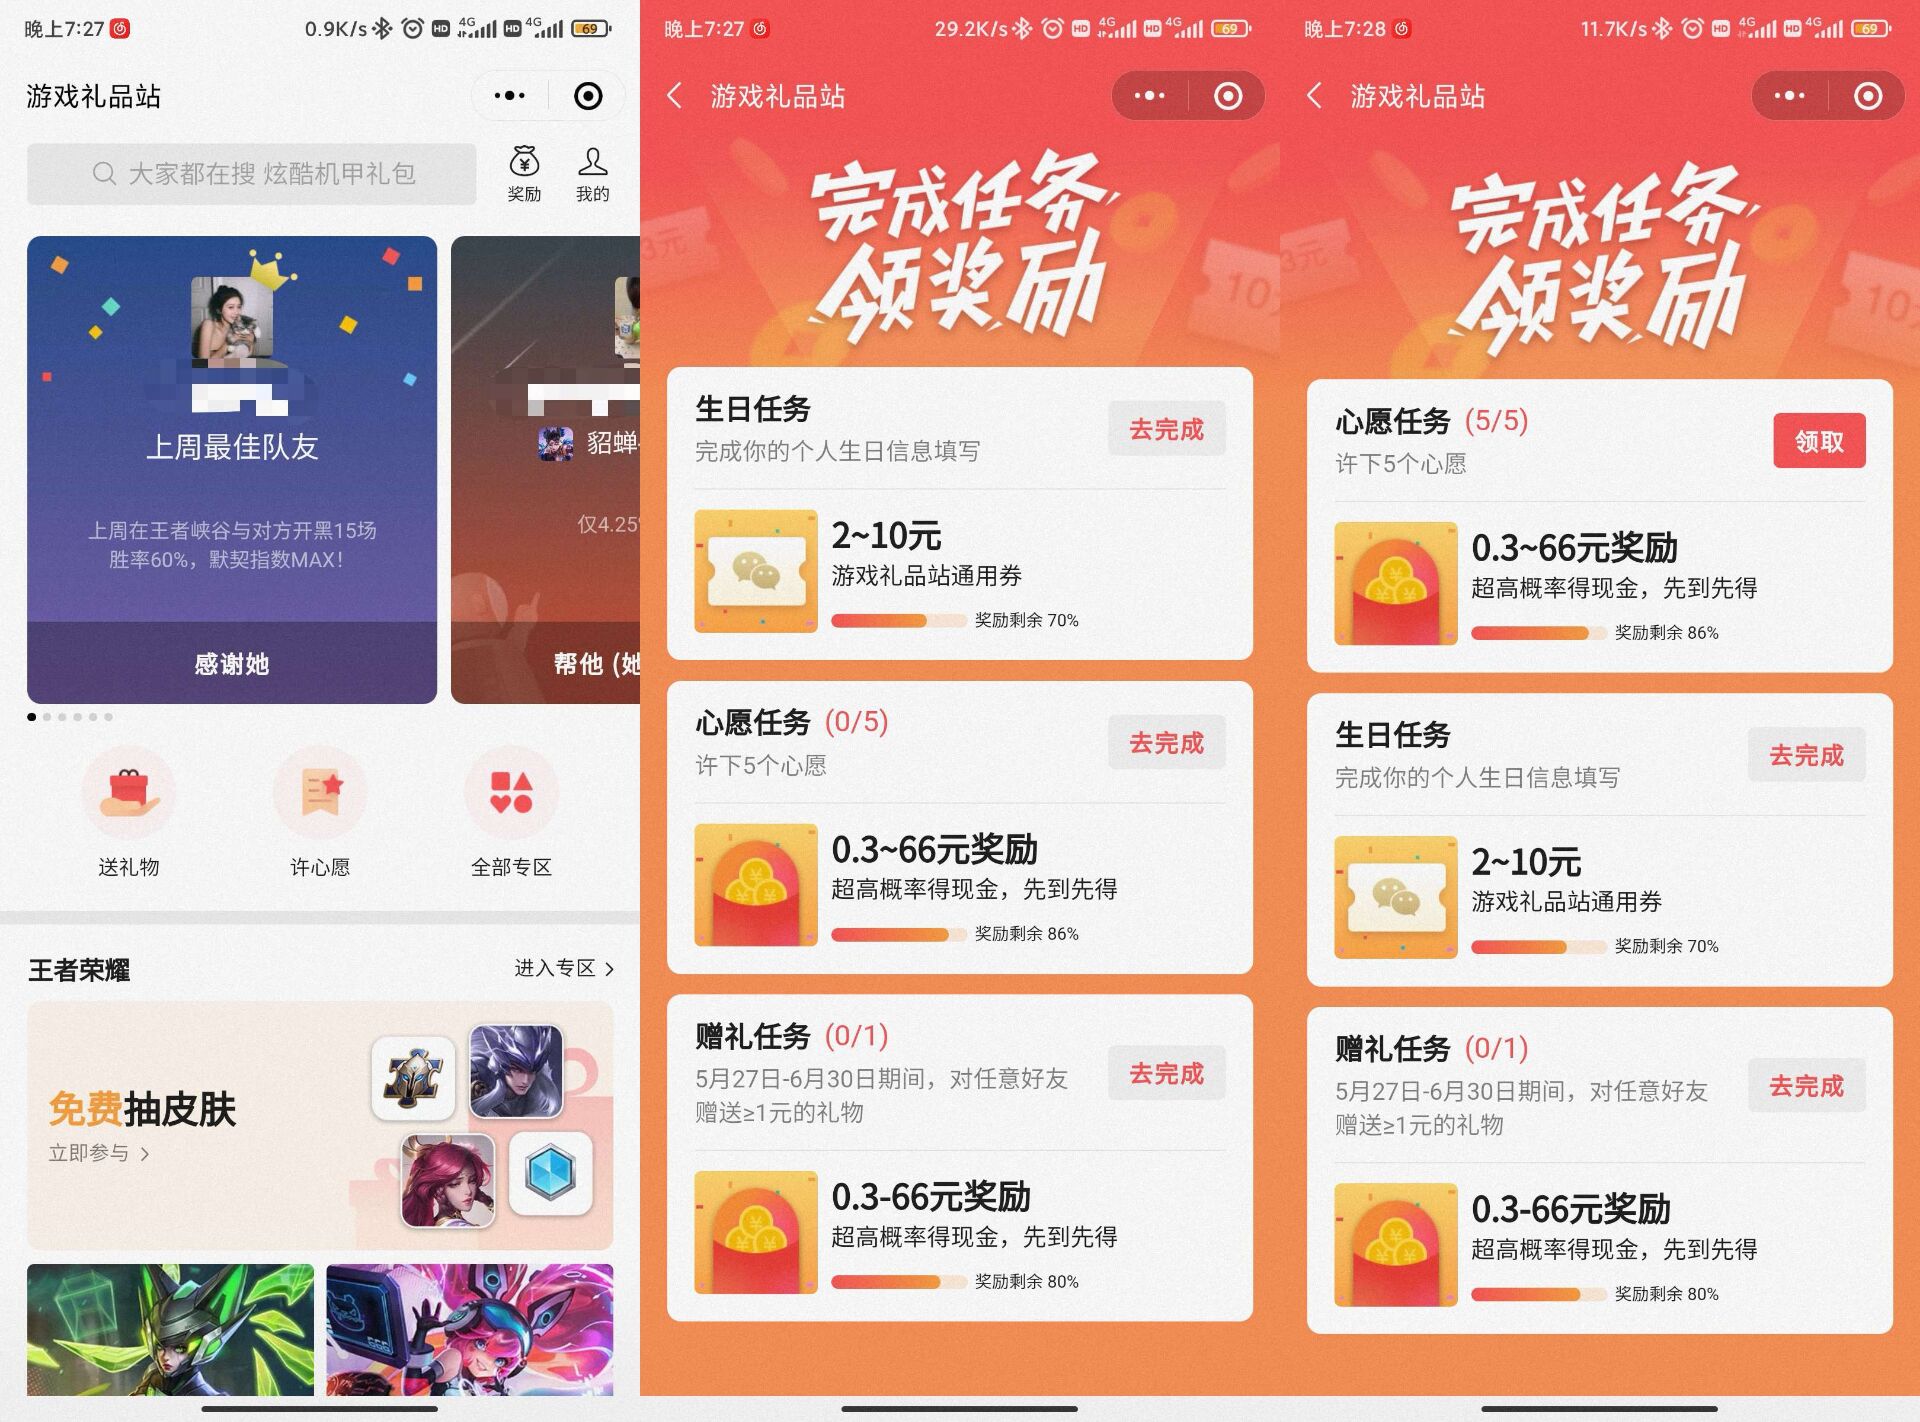 晚上7:27
0.9K/s
HD
4G
HD
4G
69
游戏礼品站
大家都在搜 炫酷机甲礼包
奖励
我的
上周最佳队友
上周在王者峡谷与对方开黑15场
胜率60%，默契指数MAX！
感谢她
貂蝉
仅4.25
帮他 (她
送礼物
许心愿
全部专区
王者荣耀
进入专区
免费抽皮肤
立即参与
晚上7:27
29.2K/s
HD
4G
HD
4G
69
游戏礼品站
3元
10
完成任务
领奖励
生日任务
去完成
完成你的个人生日信息填写
2~10元
游戏礼品站通用券
奖励剩余 70%
心愿任务 (0/5)
去完成
许下5个心愿
0.3~66元奖励
超高概率得现金，先到先得
奖励剩余 86%
赠礼任务 (0/1)
去完成
5月27日-6月30日期间，对任意好友
赠送≥1元的礼物
0.3-66元奖励
超高概率得现金，先到先得
奖励剩余 80%
晚上7:28
11.7K/s
HD
4G
HD
4G
69
游戏礼品站
3元
10
完成任务
领奖励
心愿任务 (5/5)
领取
许下5个心愿
0.3~66元奖励
超高概率得现金，先到先得
奖励剩余 86%
生日任务
去完成
完成你的个人生日信息填写
2~10元
游戏礼品站通用券
奖励剩余 70%
赠礼任务 (0/1)
去完成
5月27日-6月30日期间，对任意好友
赠送≥1元的礼物
0.3-66元奖励
超高概率得现金，先到先得
奖励剩余 80%